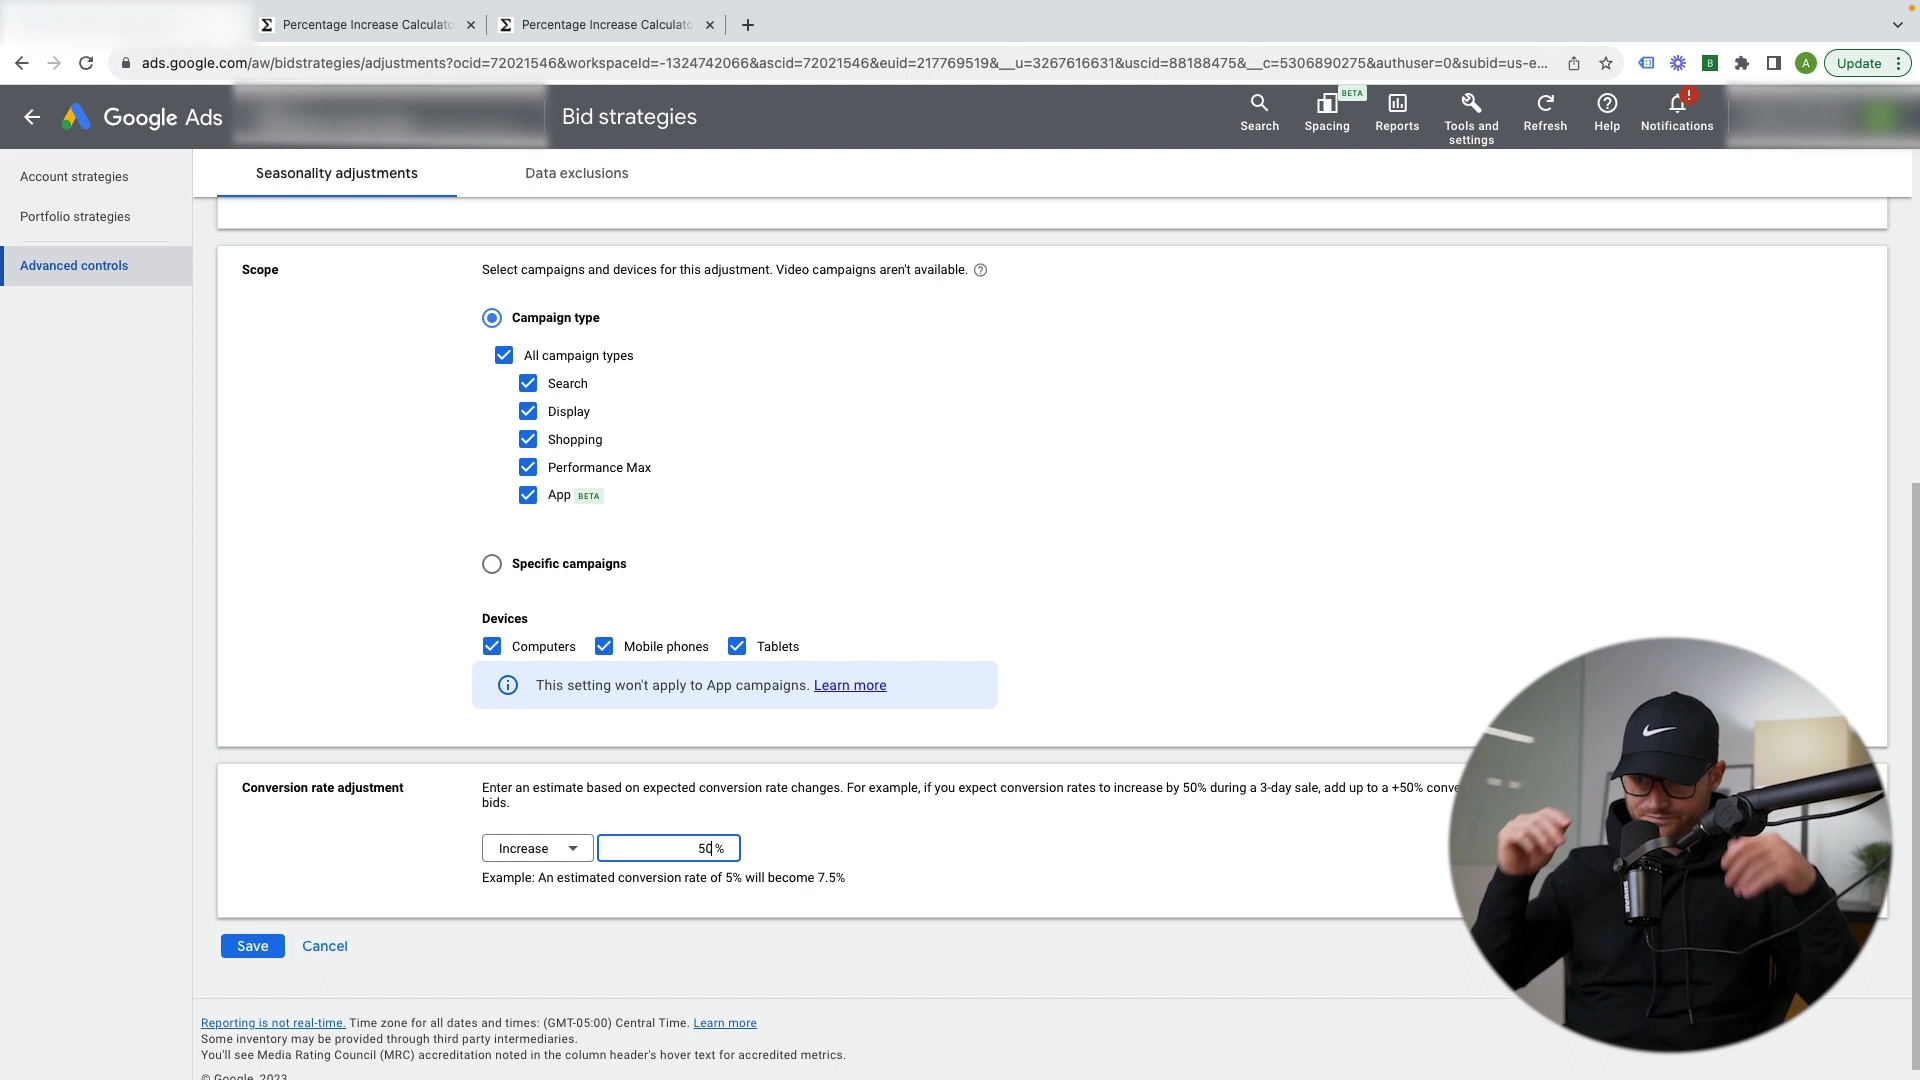 Percentage Increase Calculato
Percentage Increase Calculato
ads.google.com/aw/bidstrategies/adjustments?ocid=72021546&workspaceId=-1324742066&ascid=72021546&euid=217769519&__u=3267616631&uscid=88188475&__c=5306890275&authuser=0&subid=us-e...
B
A
Update
Google Ads
Bid strategies
Search
BETA
Spacing
Reports
Tools and
settings
Refresh
Help
!
Notifications
Account strategies
Portfolio strategies
Advanced controls
Seasonality adjustments
Data exclusions
Scope
Select campaigns and devices for this adjustment. Video campaigns aren't available.
Campaign type
All campaign types
Search
Display
Shopping
Performance Max
App BETA
Specific campaigns
Devices
Computers Mobile phones Tablets
This setting won't apply to App campaigns. Learn more
Conversion rate adjustment
Enter an estimate based on expected conversion rate changes. For example, if you expect conversion rates to increase by 50% during a 3-day sale, add up to a +50% conve
bids.
Increase 50 %
Example: An estimated conversion rate of 5% will become 7.5%
Save Cancel
Reporting is not real-time. Time zone for all dates and times: (GMT-05:00) Central Time. Learn more
Some inventory may be provided through third party intermediaries.
You'll see Media Rating Council (MRC) accreditation noted in the column header's hover text for accredited metrics.
© Google, 2023
SHURE